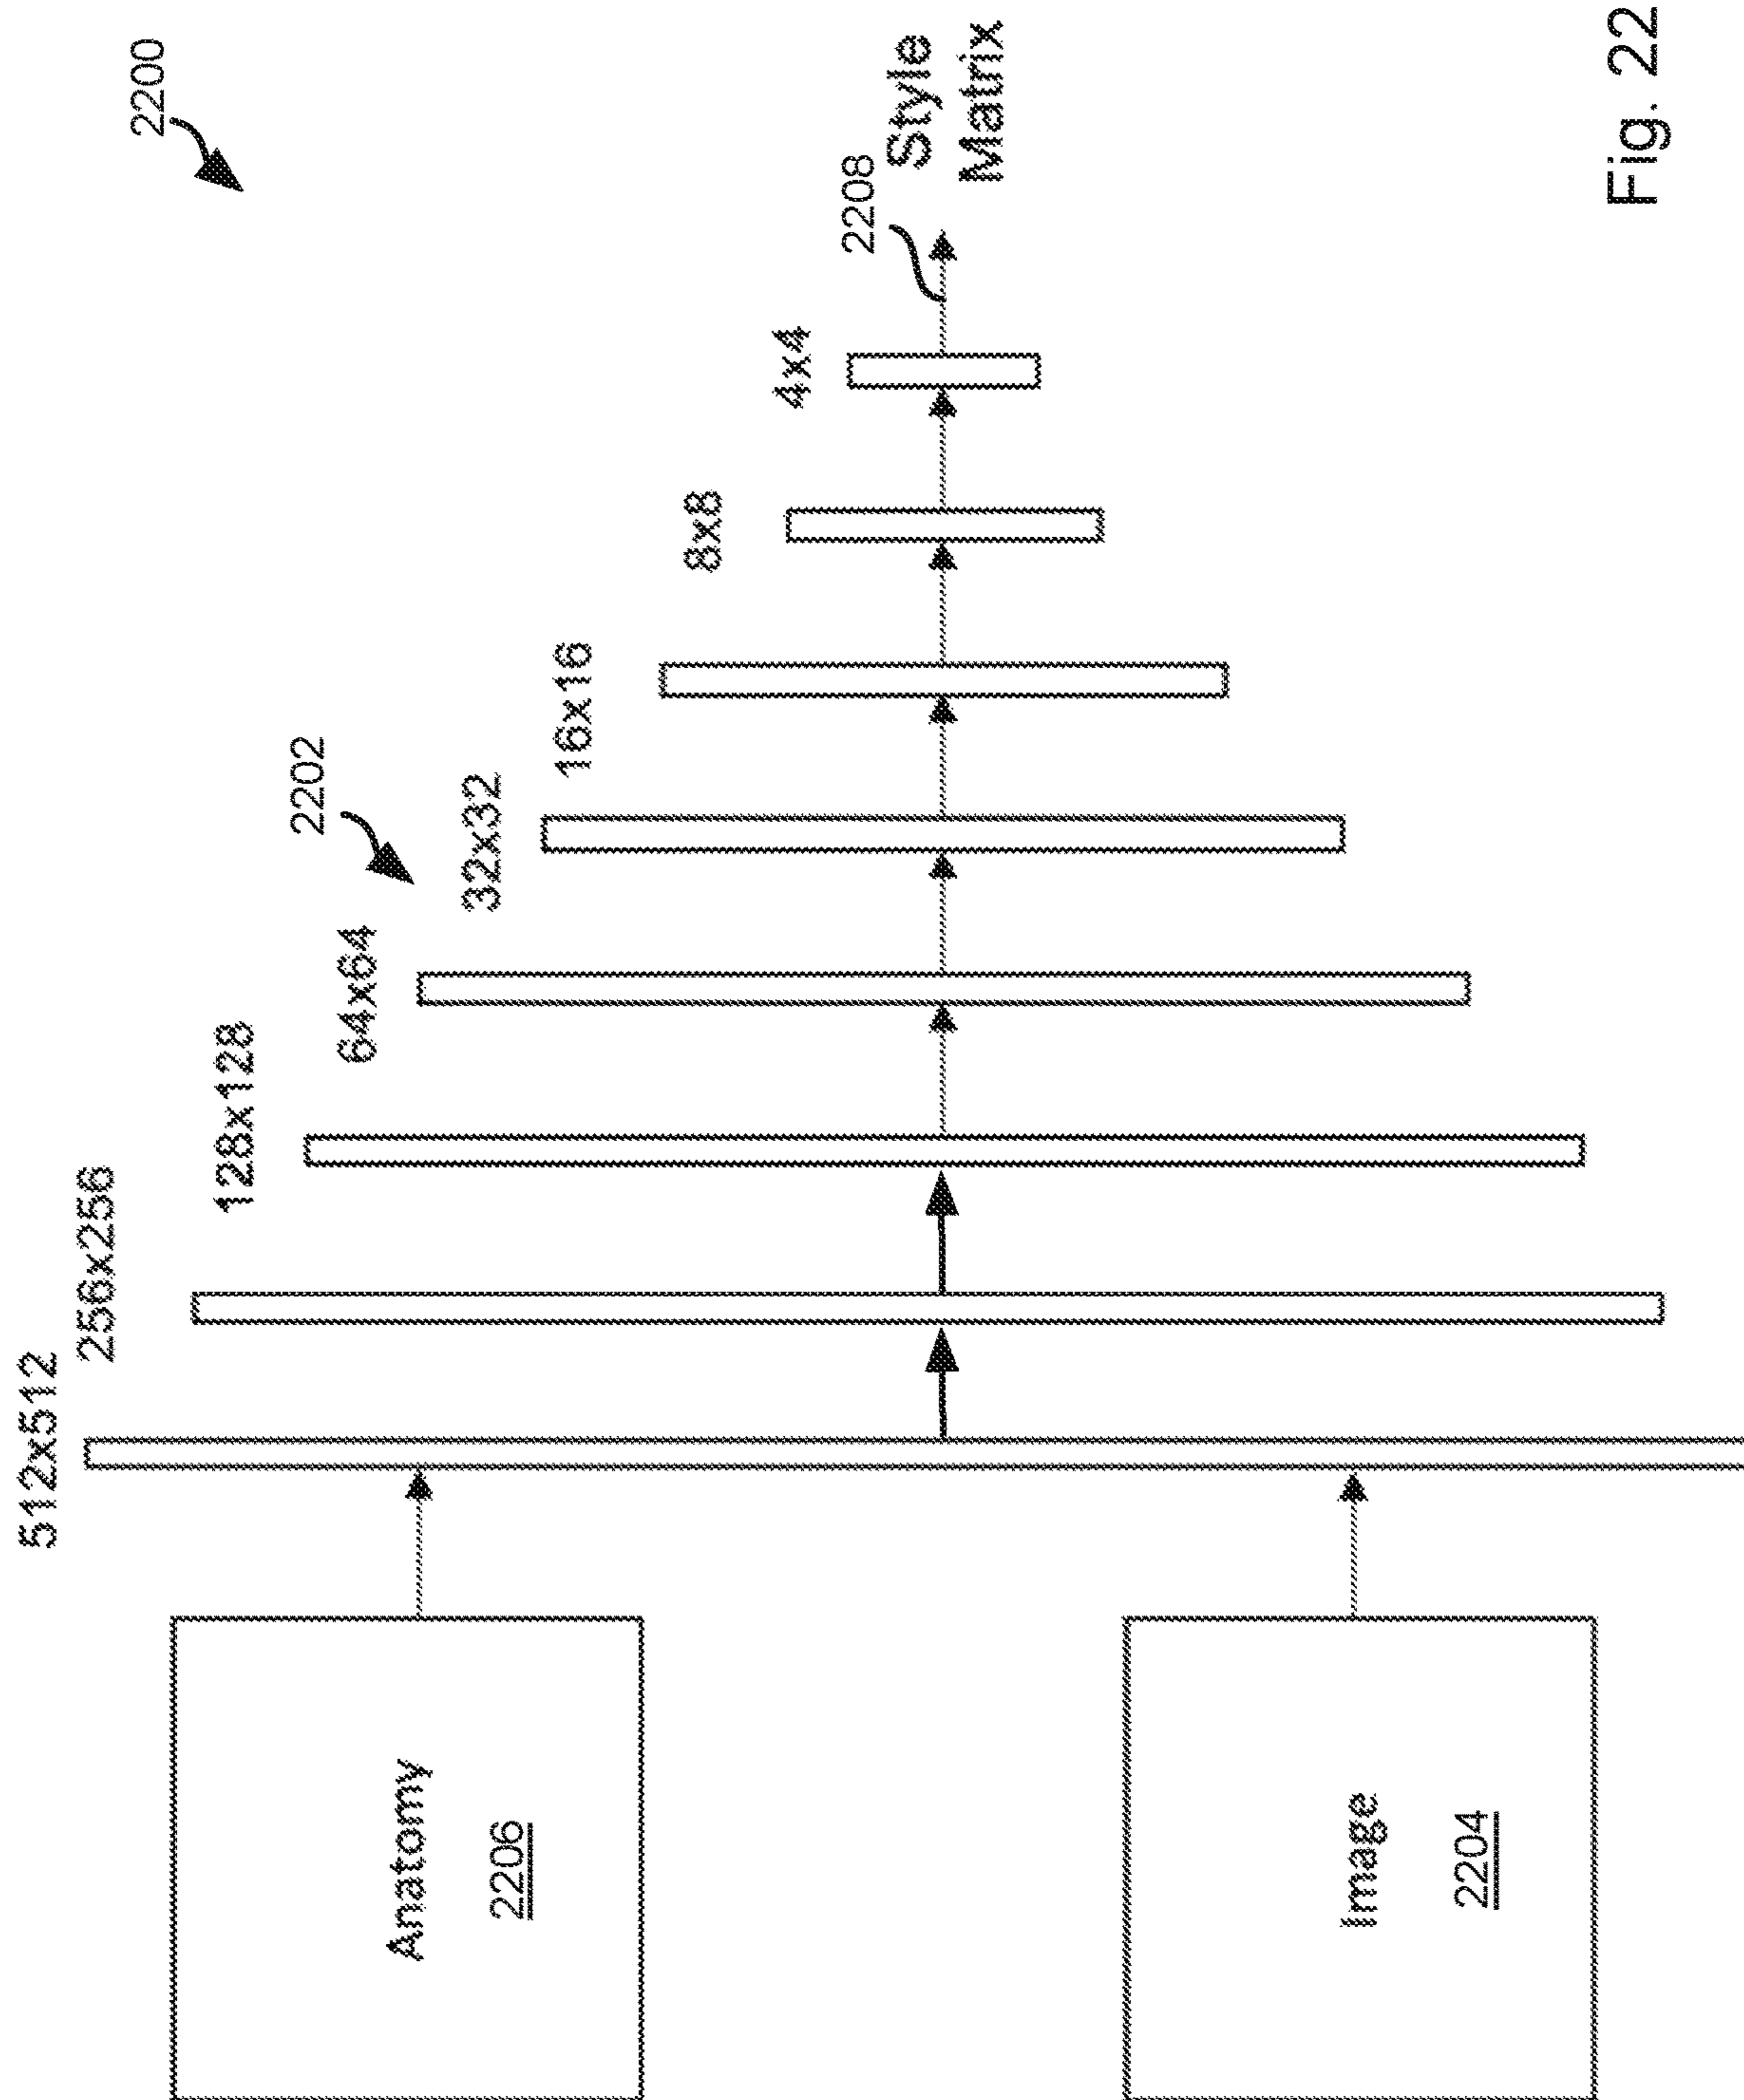 2200
512x512
256x256
128x128
64x64
2202
32x32
16x16
8x8
4x4
2208
Style
Matrix
Anatomy
2206
Image
2204
Fig. 22